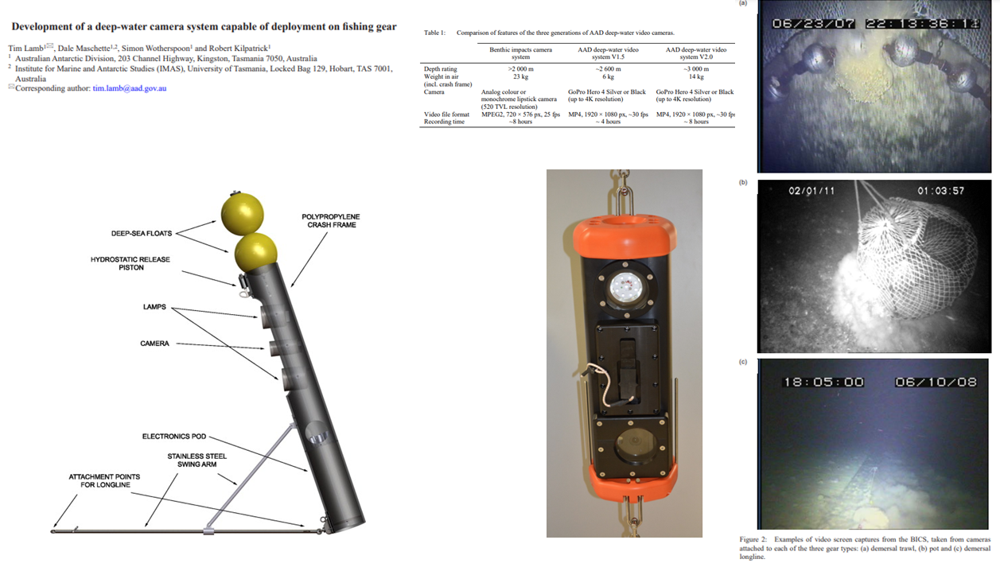 Development of a deep-water camera system capable of deployment on fishing gear
Tim Lamb1✉, Dale Maschette1,2, Simon Wotherspoon1 and Robert Kilpatrick1
1 Australian Antarctic Division, 203 Channel Highway, Kingston, Tasmania 7050, Australia
2 Institute for Marine and Antarctic Studies (IMAS), University of Tasmania, Locked Bag 129, Hobart, TAS 7001,
Australia
✉Corresponding author: tim.lamb@aad.gov.au
Table 1: Comparison of features of the three generations of AAD deep-water video cameras.
Benthic impacts camera system AAD deep-water video system V1.5 AAD deep-water video system V2.0
Depth rating >2 000 m ~2 600 m ~3 000 m
Weight in air 23 kg 6 kg 14 kg
(incl. crash frame)
Camera Analog colour or GoPro Hero 4 Silver or Black GoPro Hero 4 Silver or Black
monochrome lipstick camera (up to 4K resolution) (up to 4K resolution)
(520 TVL resolution)
Video file format MPEG2, 720 × 576 px, 25 fps MP4, 1920 × 1080 px, ~30 fps MP4, 1920 × 1080 px, ~30 fp
Recording time ~8 hours ~ 4 hours ~ 8 hours
DEEP-SEA FLOATS
POLYPROPYLENE
CRASH FRAME
HYDROSTATIC RELEASE
PISTON
LAMPS
CAMERA
ELECTRONICS POD
STAINLESS STEEL
SWING ARM
ATTACHMENT POINTS
FOR LONGLINE
(a)
06/23/07 22:13:36:
(b)
02/01/11 01:03:57
(c)
18:05:00 06/10/08
Figure 2: Examples of video screen captures from the BICS, taken from cameras
attached to each of the three gear types: (a) demersal trawl, (b) pot and (c) demersal
longline.